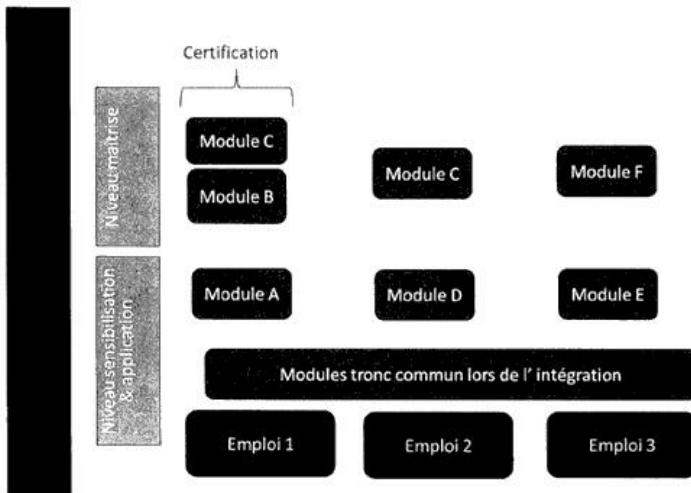 Certification
Niveau maîtrise
Module C
Module B
Module C
Module F
Niveau sensibilisation
& application
Module A
Module D
Module E
Modules tronc commun lors de l' intégration
Emploi 1
Emploi 2
Emploi 3